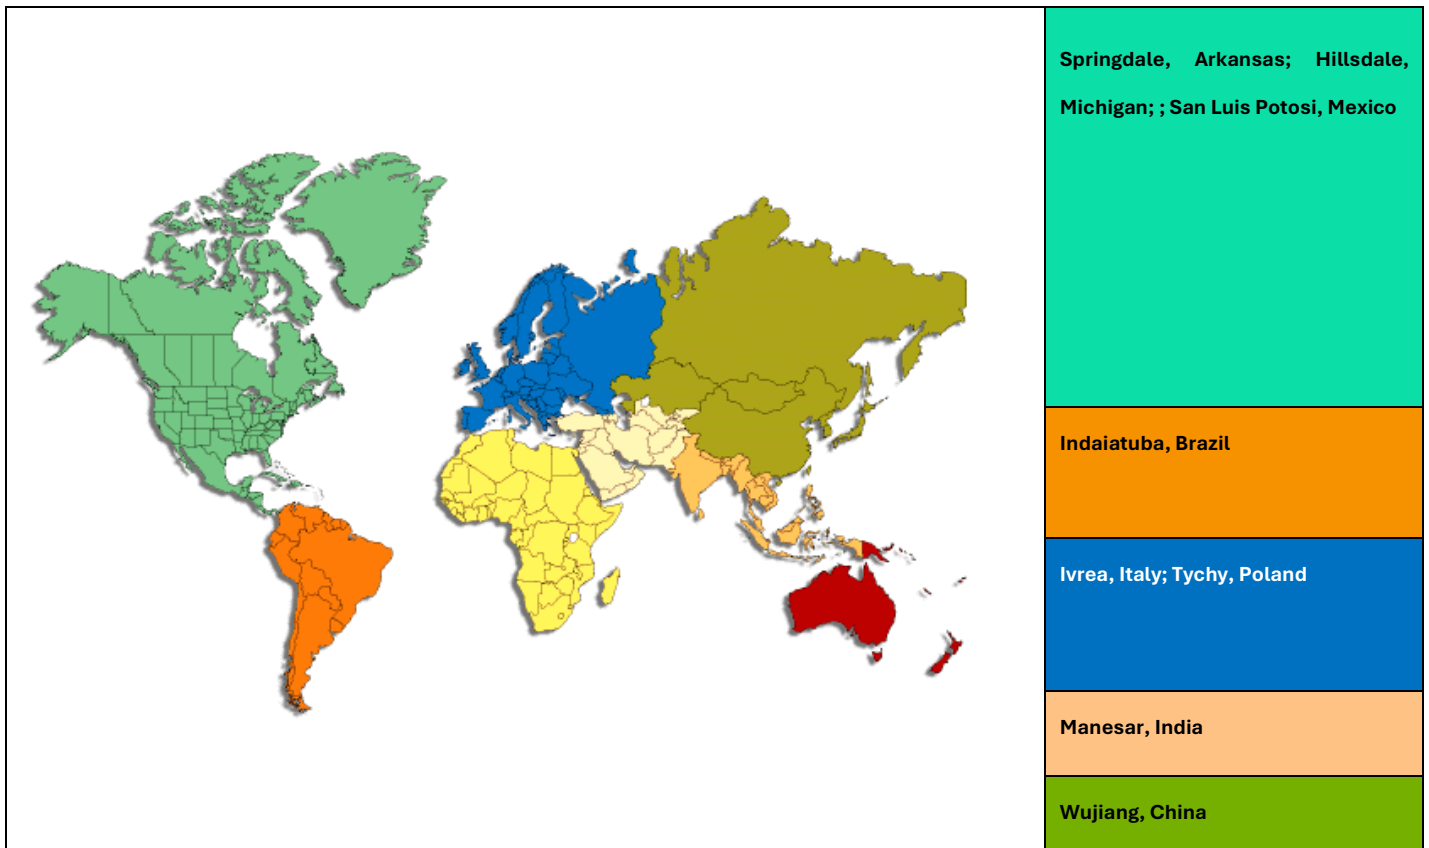 Springdale, Arkansas; Hillsdale,
Michigan; ; San Luis Potosi, Mexico
Indaiatuba, Brazil
Ivrea, Italy; Tychy, Poland
Manesar, India
Wujiang, China